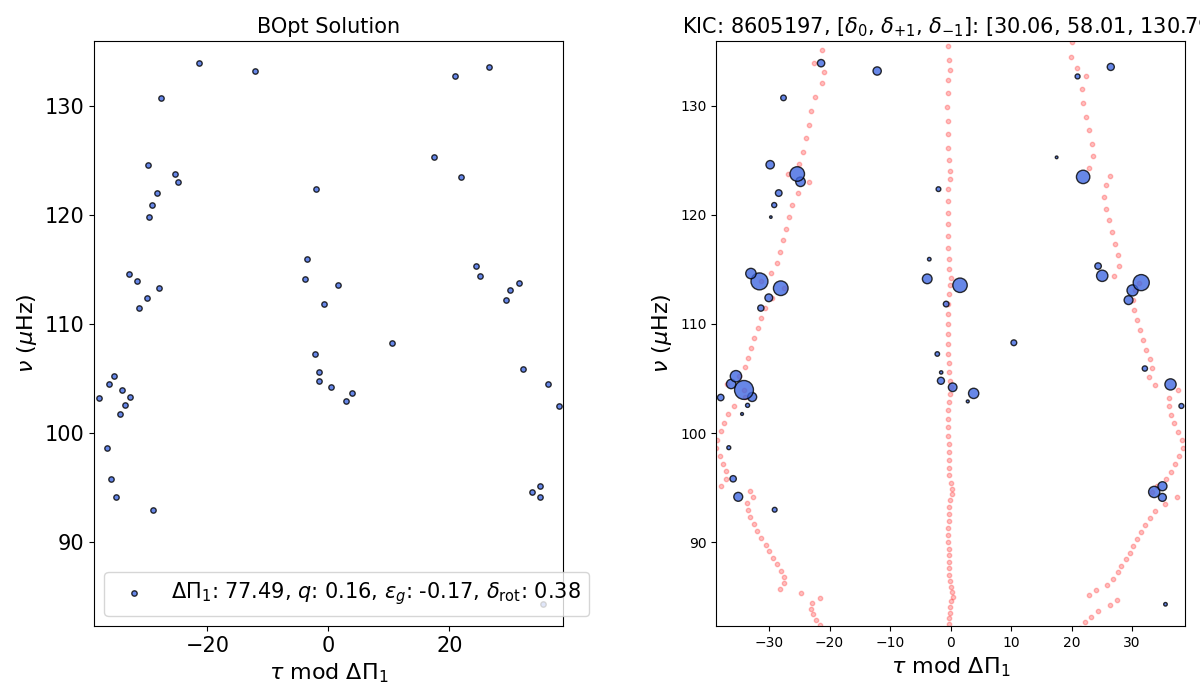 BOpt Solution
KIC: 8605197, [δ₀, δ₊₁, δ₋₁]: [30.06, 58.01, 130.7
130
120
110
100
90
ν (μHz)
ΔΠ₁: 77.49, q: 0.16, ε_g: -0.17, δ_rot: 0.38
−20 0 20
τ mod ΔΠ₁
130
120
110
100
90
ν (μHz)
−30 −20 −10 0 10 20 30
τ mod ΔΠ₁